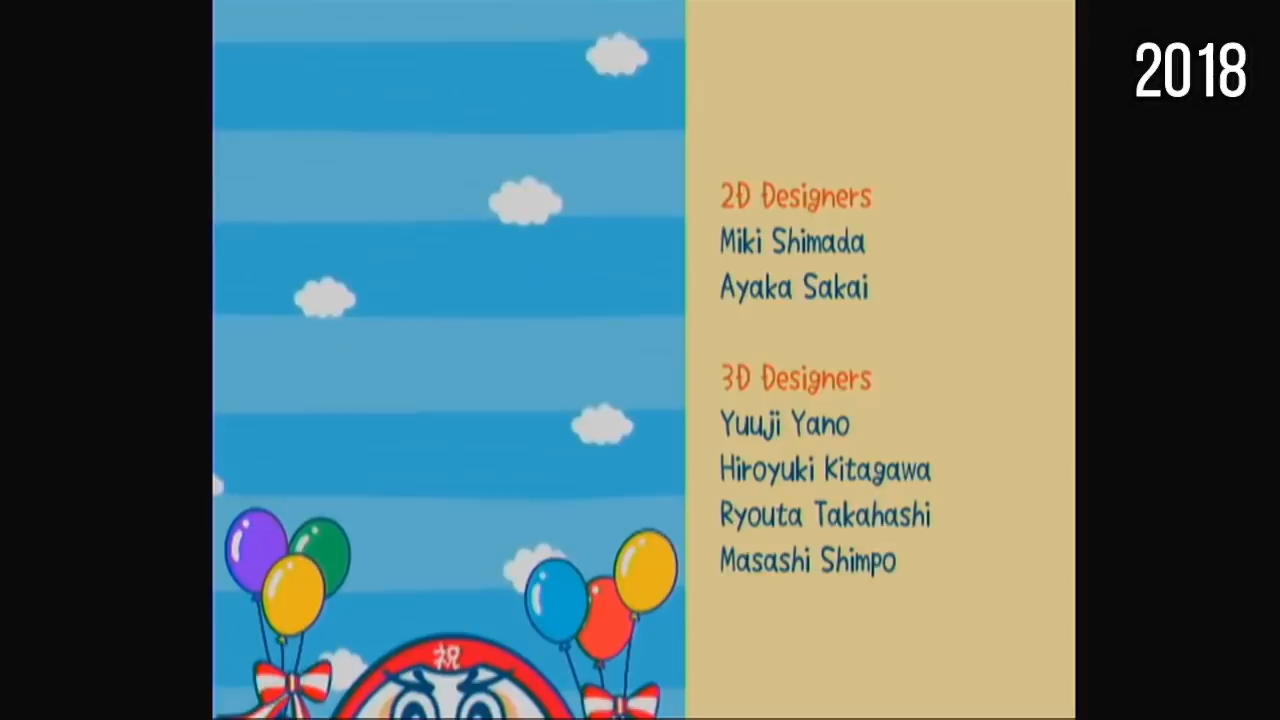 2018
2D Designers
Miki Shimada
Ayaka Sakai
3D Designers
Yuuji Yano
Hiroyuki Kitagawa
Ryouta Takahashi
Masashi Shimpo
祝